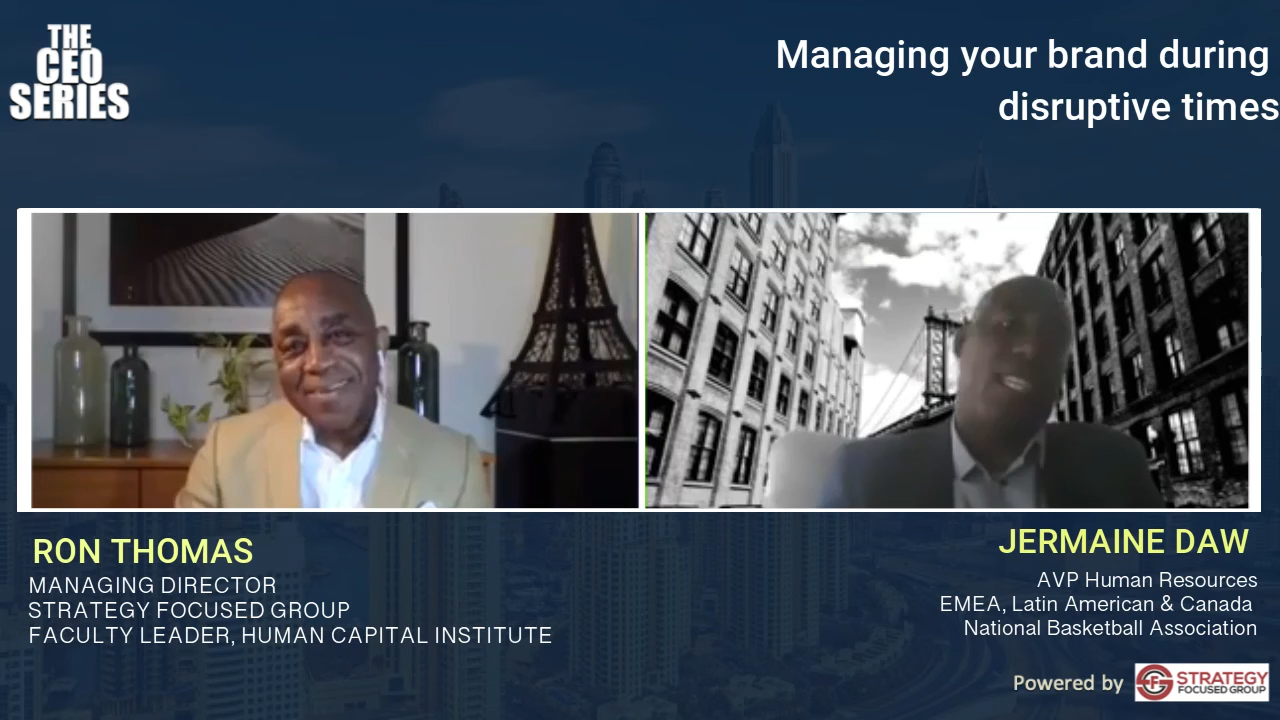 THE
CEO
SERIES
Managing your brand during
disruptive times
RON THOMAS
MANAGING DIRECTOR
STRATEGY FOCUSED GROUP
FACULTY LEADER, HUMAN CAPITAL INSTITUTE
JERMAINE DAW
AVP Human Resources
EMEA, Latin American & Canada
National Basketball Association
Powered by
STRATEGY
FOCUSED GROUP